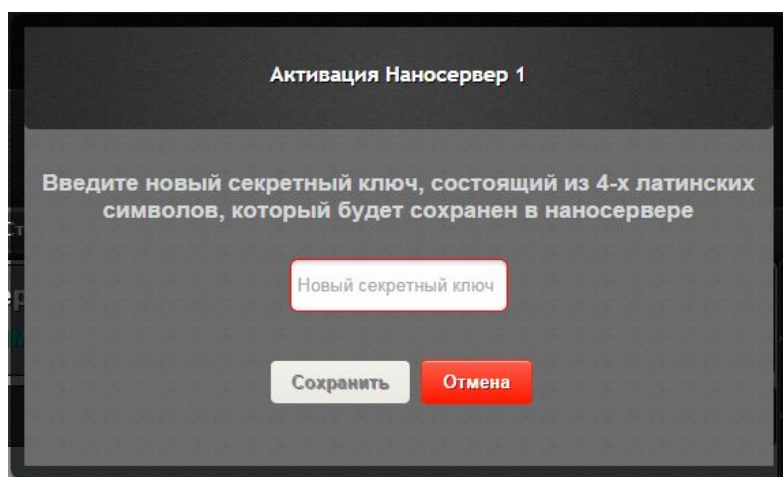 Активация Наносервер 1
Введите новый секретный ключ, состоящий из 4-х латинских
символов, который будет сохранен в наносервере
Новый секретный ключ
Сохранить Отмена